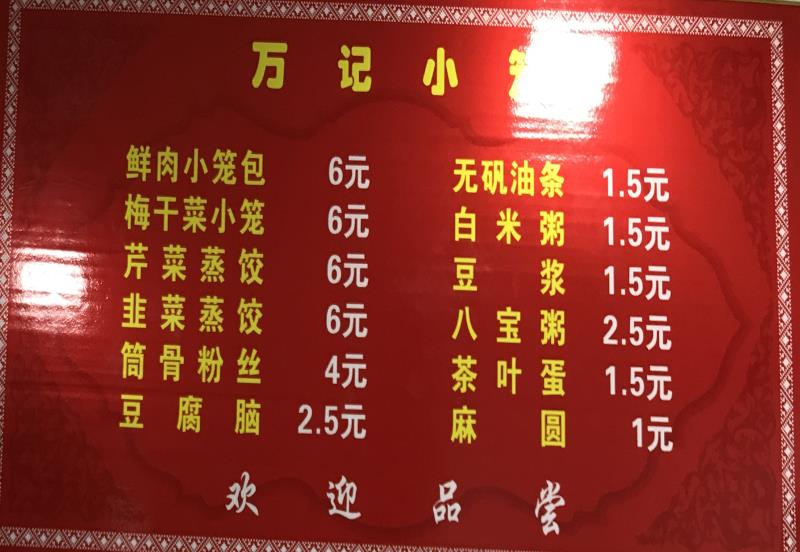 万记小
鲜肉小笼包 6元
梅干菜小笼 6元
芹菜蒸饺 6元
韭菜蒸饺 6元
筒骨粉丝 4元
豆腐脑 2.5元
无矾油条 1.5元
白米粥 1.5元
豆浆 1.5元
八宝粥 2.5元
茶叶蛋 1.5元
麻圆 1元
欢迎品尝